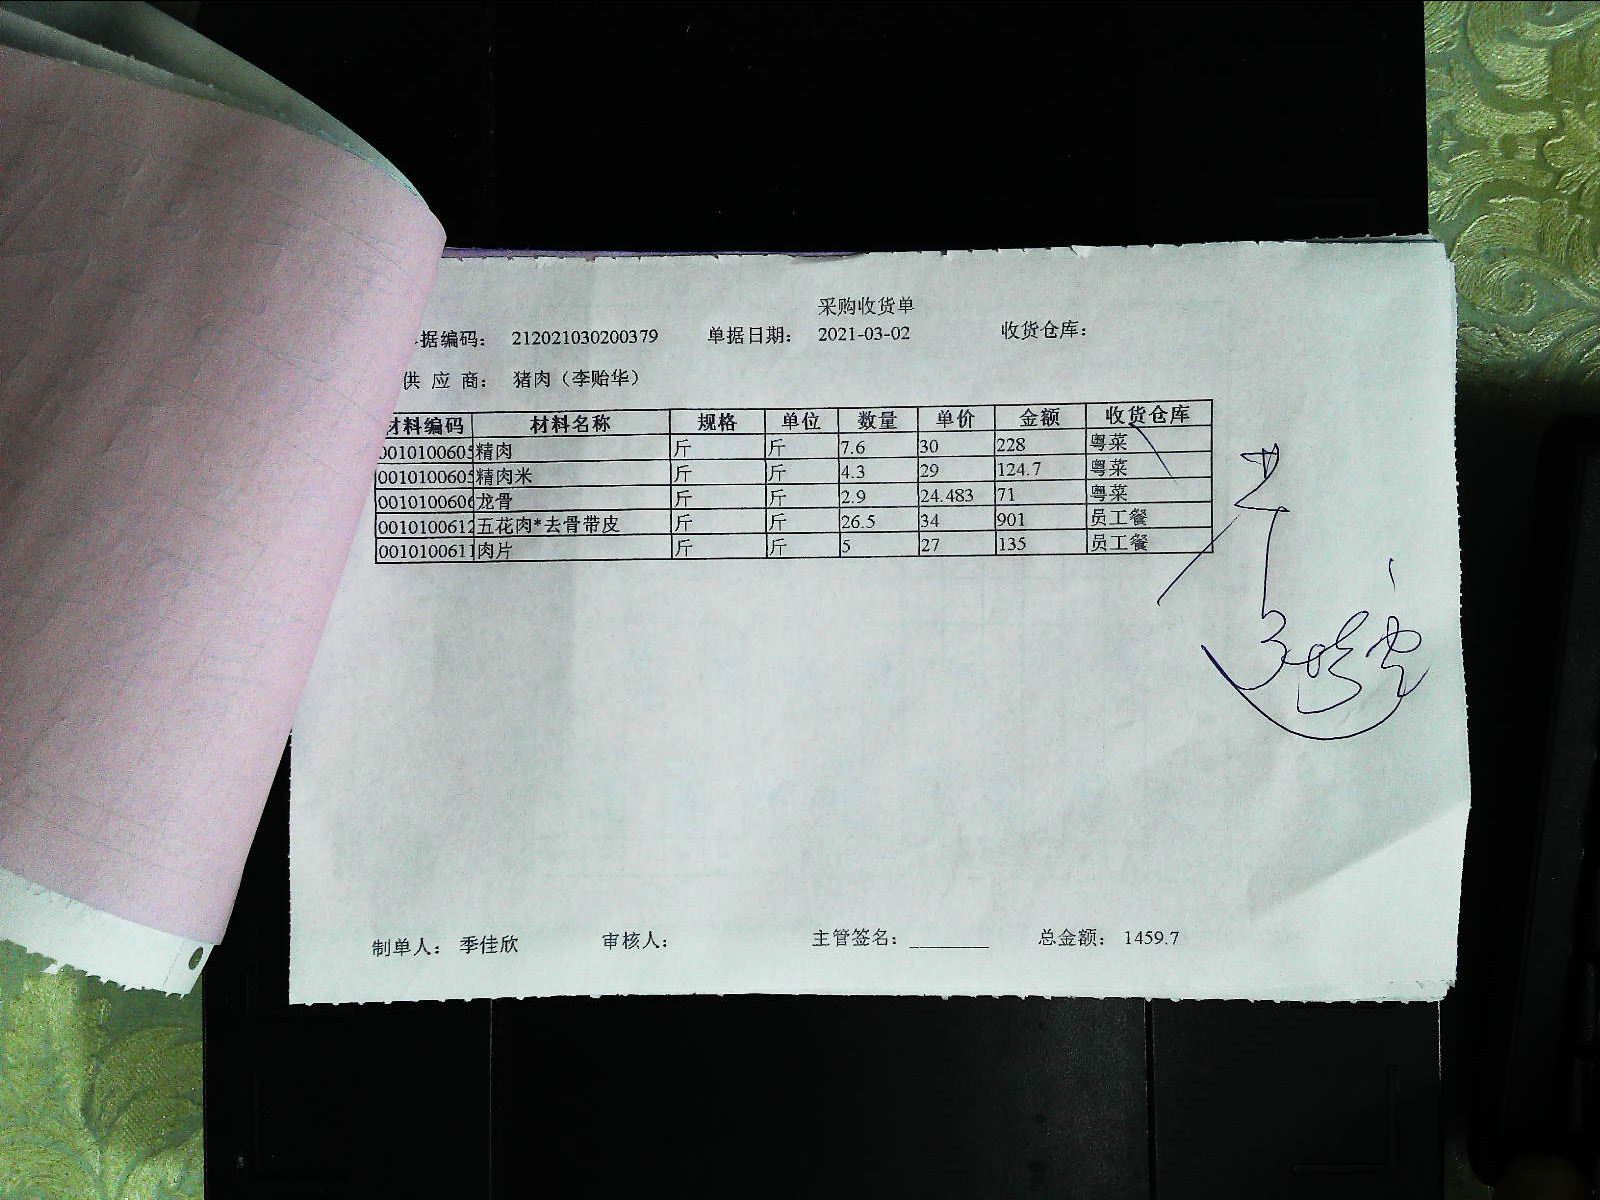 采购收货单
据编码： 212021030200379 单据日期： 2021-03-02 收货仓库：
供 应 商： 猪肉（李贻华）
材料编码 材料名称 规格 单位 数量 单价 金额 收货仓库
0010100605 精肉 斤 斤 7.6 30 228 粤菜
0010100605 精肉米 斤 斤 4.3 29 124.7 粤菜
0010100606 龙骨 斤 斤 2.9 24.483 71 粤菜
0010100612 五花肉*去骨带皮 斤 斤 26.5 34 901 员工餐
0010100611 肉片 斤 斤 5 27 135 员工餐
制单人： 季佳欣 审核人： 主管签名：________ 总金额： 1459.7